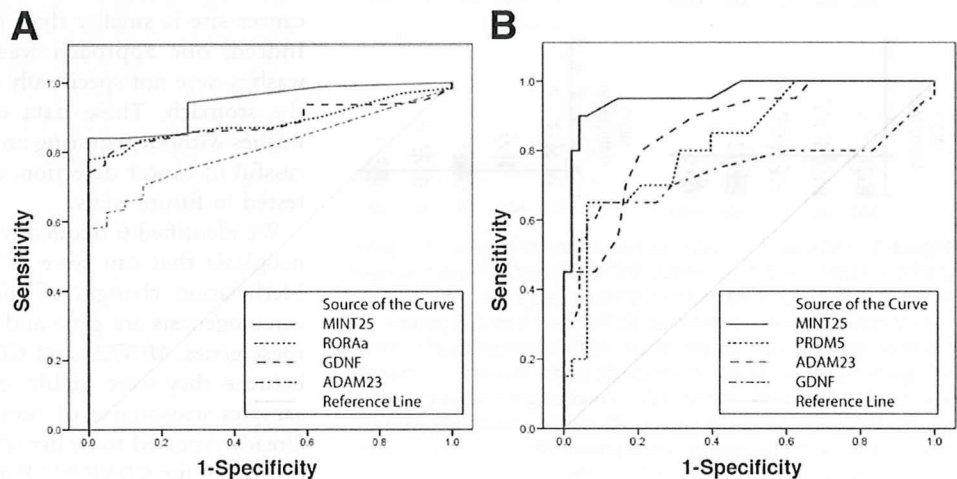 A
Sensitivity
1.0
0.8
0.6
0.4
0.2
0.0
0.0
0.2
0.4
0.6
0.8
1.0
1-Specificity
Source of the Curve
MINT25
RORAa
GDNF
ADAM23
Reference Line
B
Sensitivity
1.0
0.8
0.6
0.4
0.2
0.0
0.0
0.2
0.4
0.6
0.8
1.0
1-Specificity
Source of the Curve
MINT25
PRDM5
ADAM23
GDNF
Reference Line